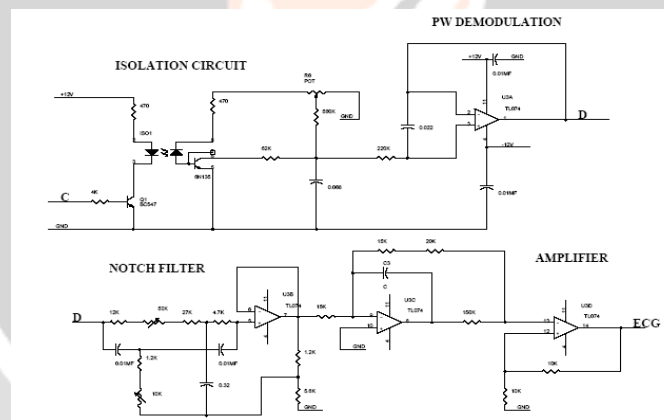 PW DEMODULATION
ISOLATION CIRCUIT
+12V
GND
0.01MF
+12V
470
470
R8
POT
GND
560K
ISO1
6N135
62K
220K
0.022
U3A
TL074
D
-12V
0.01MF
0.068
C
4K
Q1
BC547
GND
NOTCH FILTER
AMPLIFIER
15K
20K
C3
C
D
12K
50K
27K
4.7K
U3B
TL074
15K
U3C
TL074
150K
U3D
TL074
ECG
0.01MF
1.2K
0.01MF
0.32
10K
1.2K
5.6K
GND
GND
10K
10K
GND